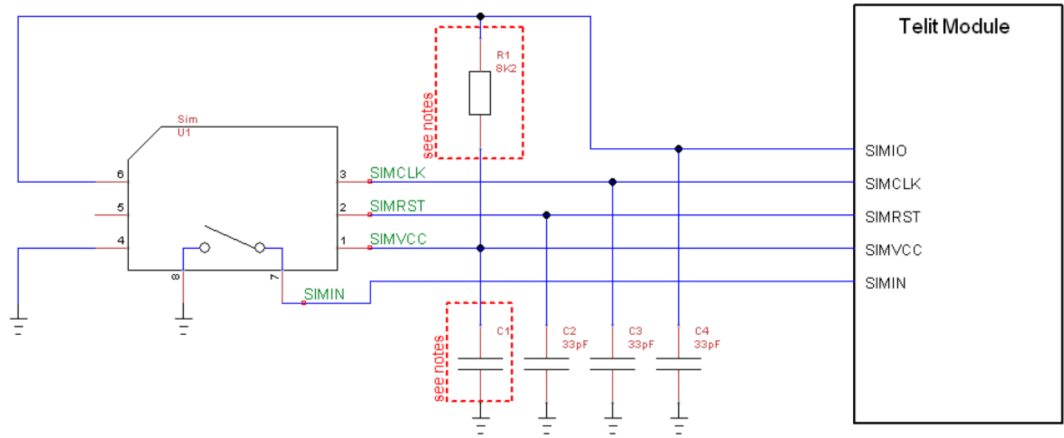 Telit Module
R1
8K2
see notes
Sim
U1
SIMIO
6
3
SIMCLK
SIMCLK
5
2
SIMRST
SIMRST
4
1
SIMVCC
SIMVCC
8
7
SIMIN
SIMIN
see notes
C1
C2
33pF
C3
33pF
C4
33pF